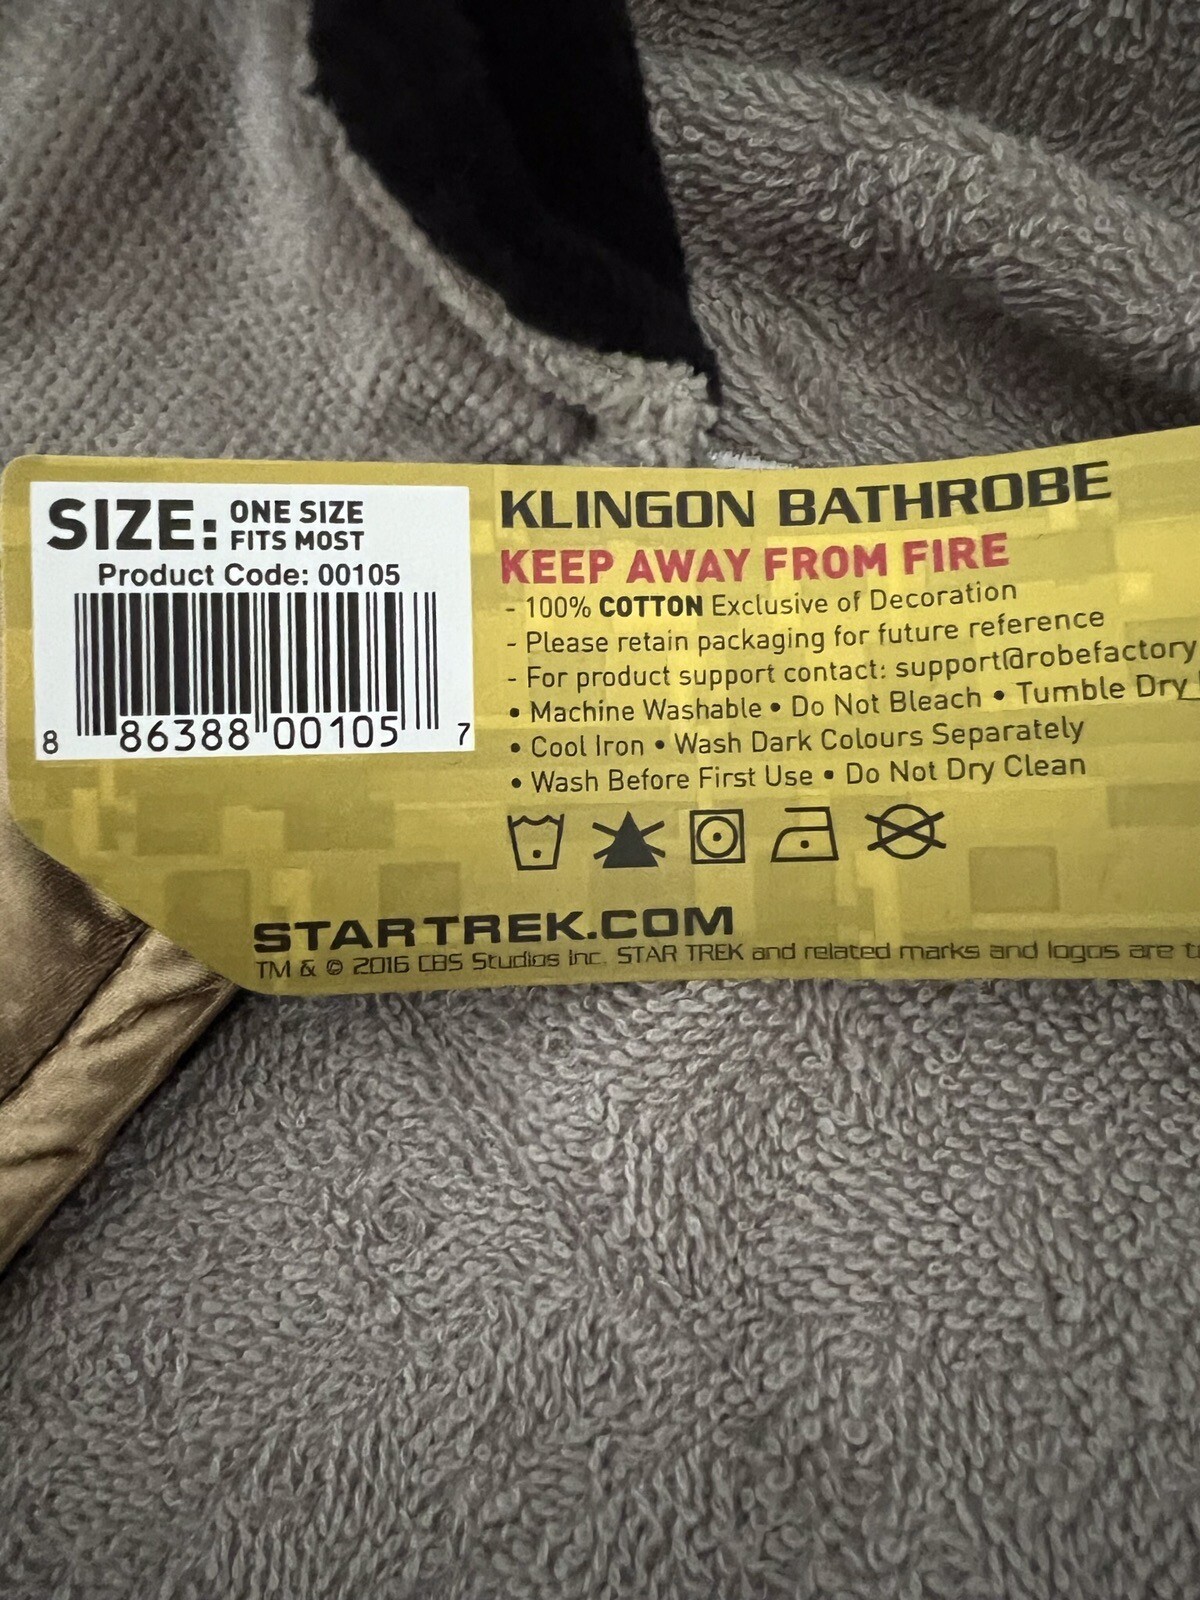 SIZE: ONE SIZE
FITS MOST
Product Code: 00105
8 86388 00105 7
KLINGON BATHROBE
KEEP AWAY FROM FIRE
- 100% COTTON Exclusive of Decoration
- Please retain packaging for future reference
- For product support contact: support@robefactory
• Machine Washable • Do Not Bleach • Tumble Dry
• Cool Iron • Wash Dark Colours Separately
• Wash Before First Use • Do Not Dry Clean
STARTREK.COM
TM & © 2016 CBS Studios Inc. STAR TREK and related marks and logos are